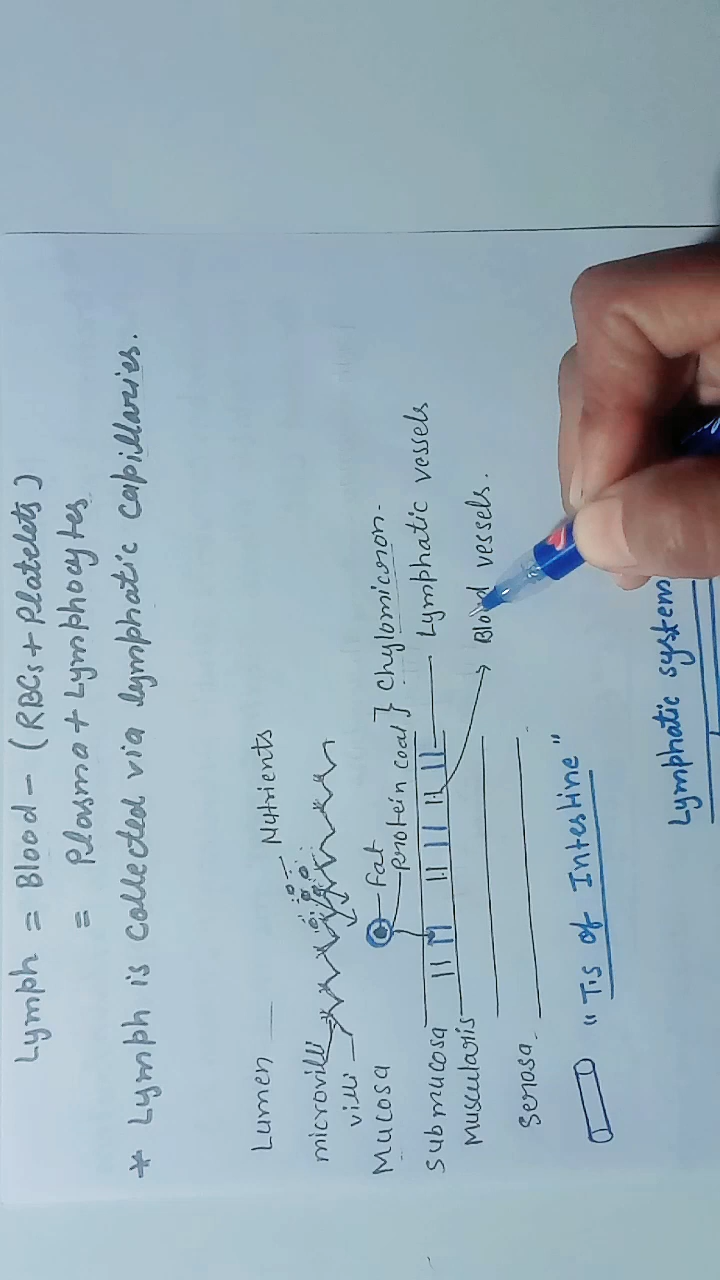 Lymph = Blood - (RBCs + Platelets)
= Plasma + Lymphocytes
* Lymph is collected via lymphatic capillaries.
Lumen
Nutrients
microvilli
villi
Mucosa
Fat
Protein coat } Chylomicron.
Submucosa
Lymphatic vessels
Muscularis
Blood vessels.
Serosa.
"T.S of Intestine"
Lymphatic system